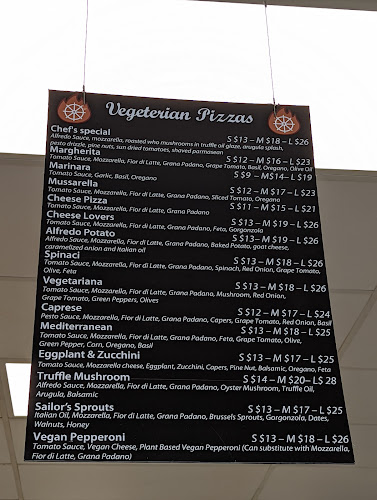 Vegeterian Pizzas
Chef's special S $13 – M $18 – L $26
Alfredo Sauce, mozzarella, roasted who mushrooms in truffle oil glaze, arugule splash,
pesto drizzle, pine nuts, sun dried tomatoes, shaved parmaseen
Margherita S $12 – M $16 – L $23
Tomato Sauce, Mozzarella, Fior di Latte, Grana Padano, Grape Tomato, Basil, Oregano, Olive Oil
Marinara S $9 – M$14– L $19
Tomato Sauce, Garlic, Basil, Oregano
Mussarella S $12 – M $17 – L $23
Tomato Sauce, Mozzarella, Fior di Latte, Grana Padano, Sliced Tomato, Oregano
Cheese Pizza S $11 – M $15 – L $21
Tomato Sauce, Mozzarella, Fior di Latte, Grana Padano
Cheese Lovers S $13 – M $19 – L $26
Tomato Sauce, Mozzarella, Fior di Latte, Grana Padano, Feta, Gorgonzola
Alfredo Potato S $13 – M $19 – L $26
Alfredo Sauce, Mozzarella, Fior di Latte, Grana Padano, Baked Potato, goat cheese,
caramelized onion and Italian oil
Spinaci S $13 – M $18 – L $26
Tomato Sauce, Mozzarella, Fior di Latte, Grana Padano, Spinach, Red Onion, Grape Tomato,
Olive, Feta
Vegetariana S $13 – M $18 – L $26
Tomato Sauce, Mozzarella, Fior di Latte, Grana Padano, Mushroom, Red Onion,
Grape Tomato, Green Peppers, Olives
Caprese S $12 – M $17 – L $24
Pesto Sauce, Mozzarella, Fior di Latte, Grana Padano, Capers, Grape Tomato, Red Onion, Basil
Mediterranean S $13 – M $18 – L $25
Tomato Sauce, Mozzarella, Fior di Latte, Grana Padano, Feta, Grape Tomato, Olive,
Green Pepper, Corn, Oregano, Basil
Eggplant & Zucchini S $13 – M $17 – L $25
Tomato Sauce, Mozzarella cheese, Eggplant, Zucchini, Capers, Pine Nut, Balsamic, Oregano, Feta
Truffle Mushroom S $14 – M $20– L$ 28
Alfredo Sauce, Mozzarella, Fior di Latte, Grana Padano, Oyster Mushroom, Truffle Oil,
Arugula, Balsamic
Sailor's Sprouts S $13 – M $17 – L $25
Italian Oil, Mozzarella, Fior di Latte, Grana Padano, Brussels Sprouts, Gorgonzola, Dates,
Walnuts, Honey
Vegan Pepperoni S $13 – M $18 – L $26
Tomato Sauce, Vegan Cheese, Plant Based Vegan Pepperoni (Can substitute with Mozzarella,
Fior di Latte, Grana Padano)